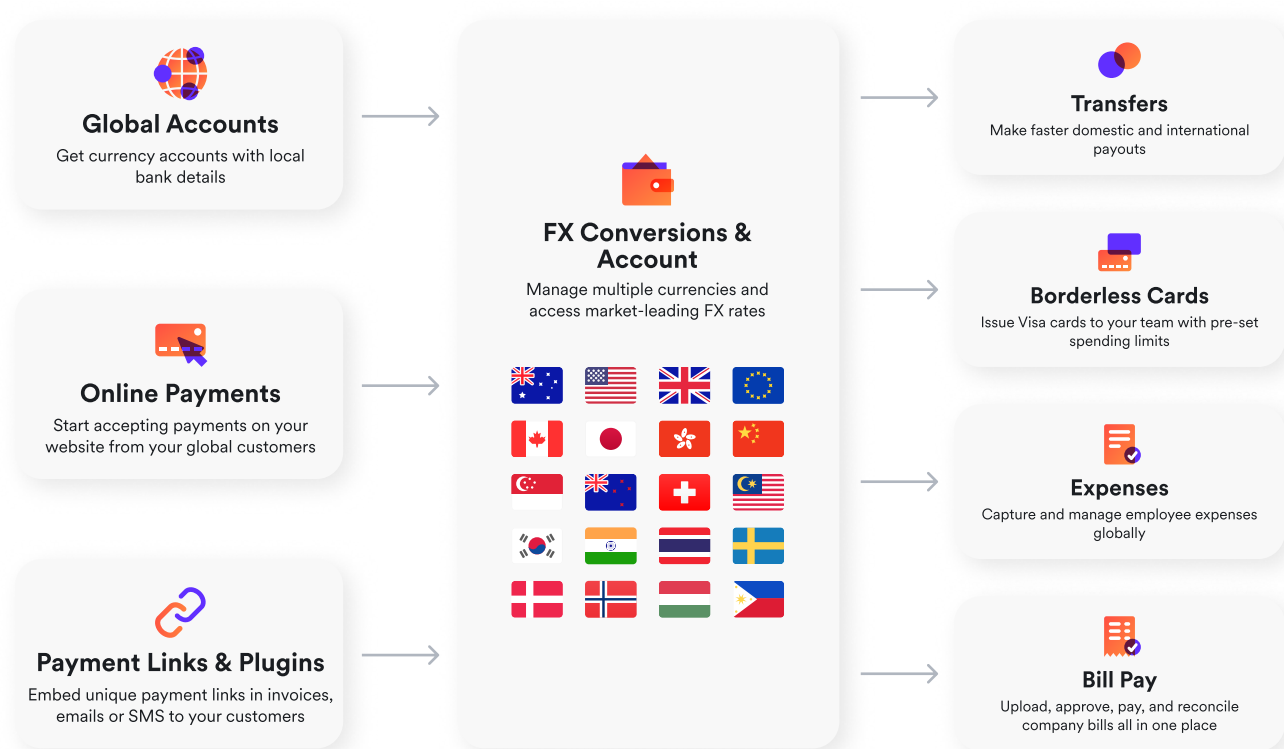 Global Accounts
Get currency accounts with local
bank details
Online Payments
Start accepting payments on your
website from your global customers
Payment Links & Plugins
Embed unique payment links in invoices,
emails or SMS to your customers
FX Conversions &
Account
Manage multiple currencies and
access market-leading FX rates
Transfers
Make faster domestic and international
payouts
Borderless Cards
Issue Visa cards to your team with pre-set
spending limits
Expenses
Capture and manage employee expenses
globally
Bill Pay
Upload, approve, pay, and reconcile
company bills all in one place